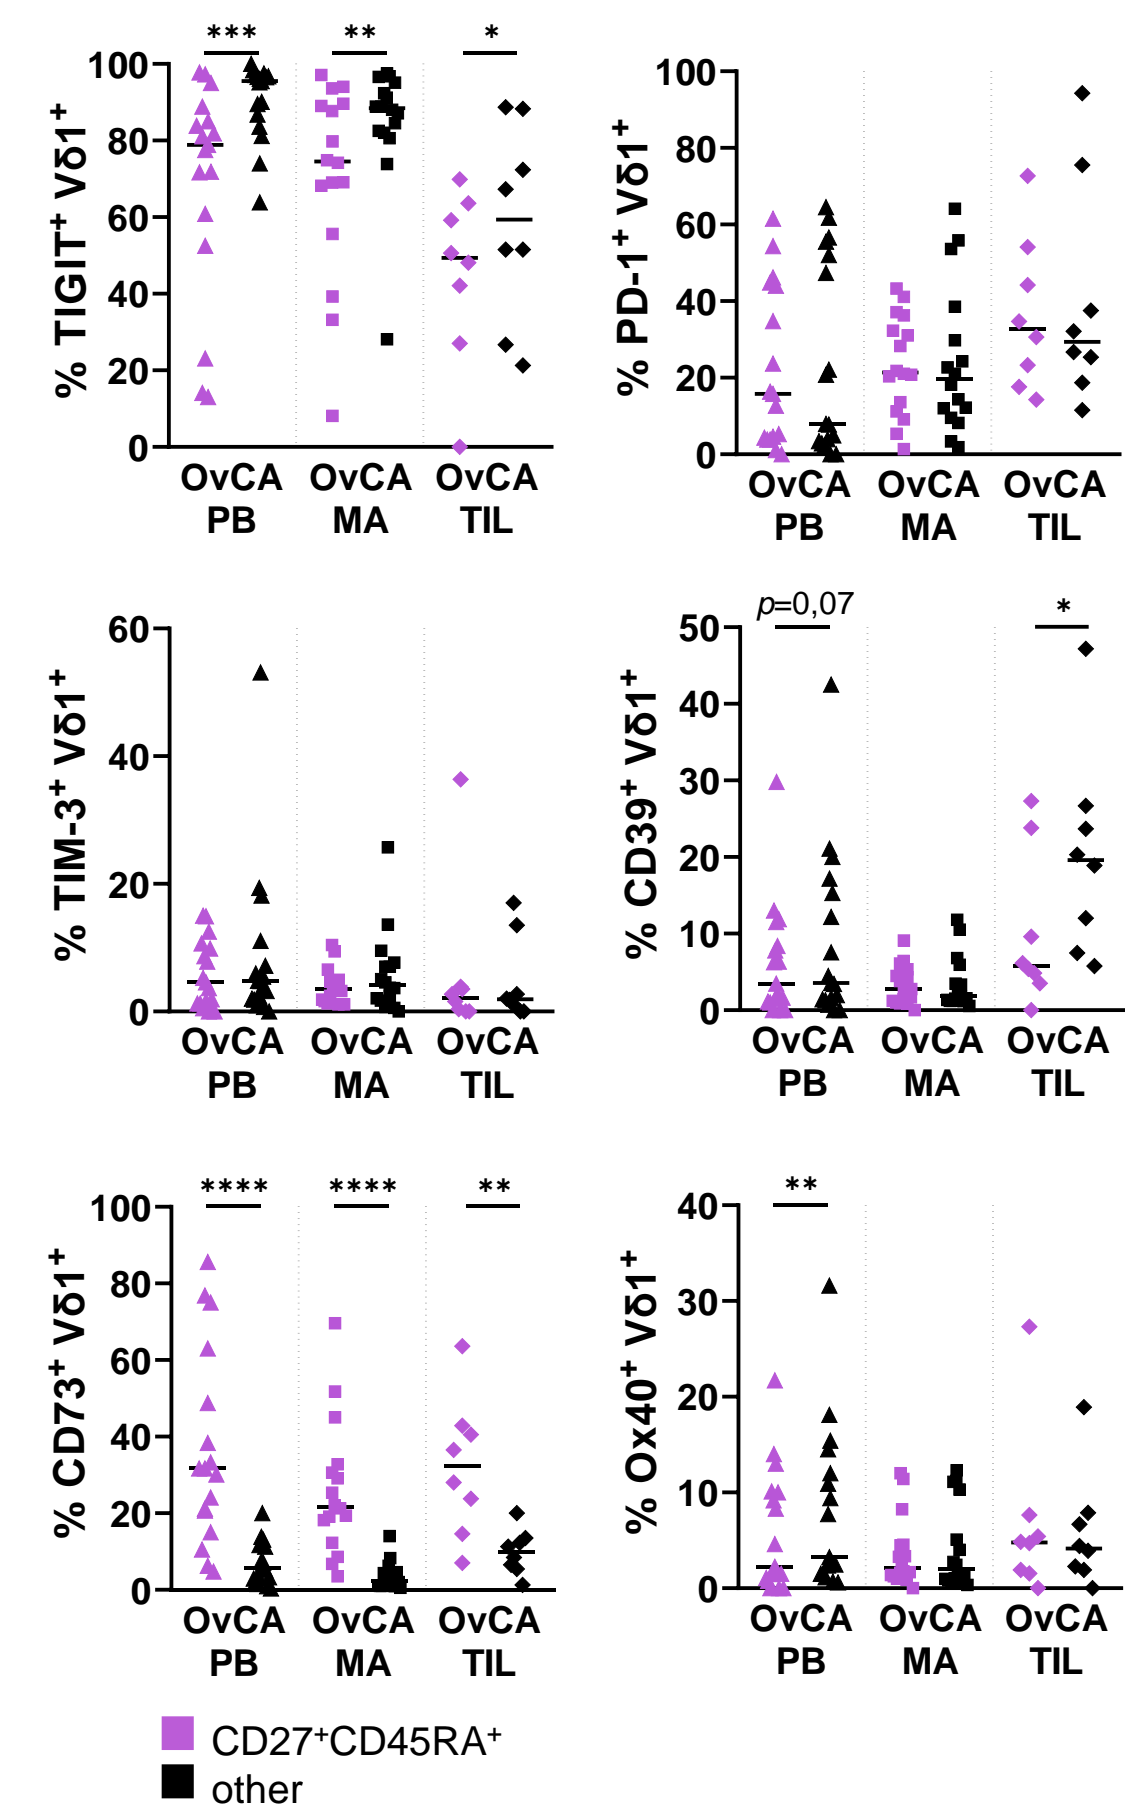 *** ** *
% TIGIT⁺ Vδ1⁺
100
80
60
40
20
0
OvCA OvCA OvCA
PB MA TIL
% PD-1⁺ Vδ1⁺
100
80
60
40
20
0
OvCA OvCA OvCA
PB MA TIL
% TIM-3⁺ Vδ1⁺
60
40
20
0
OvCA OvCA OvCA
PB MA TIL
p=0,07 *
% CD39⁺ Vδ1⁺
50
40
30
20
10
0
OvCA OvCA OvCA
PB MA TIL
**** **** **
% CD73⁺ Vδ1⁺
100
80
60
40
20
0
OvCA OvCA OvCA
PB MA TIL
**
% Ox40⁺ Vδ1⁺
40
30
20
10
0
OvCA OvCA OvCA
PB MA TIL
CD27⁺CD45RA⁺
other